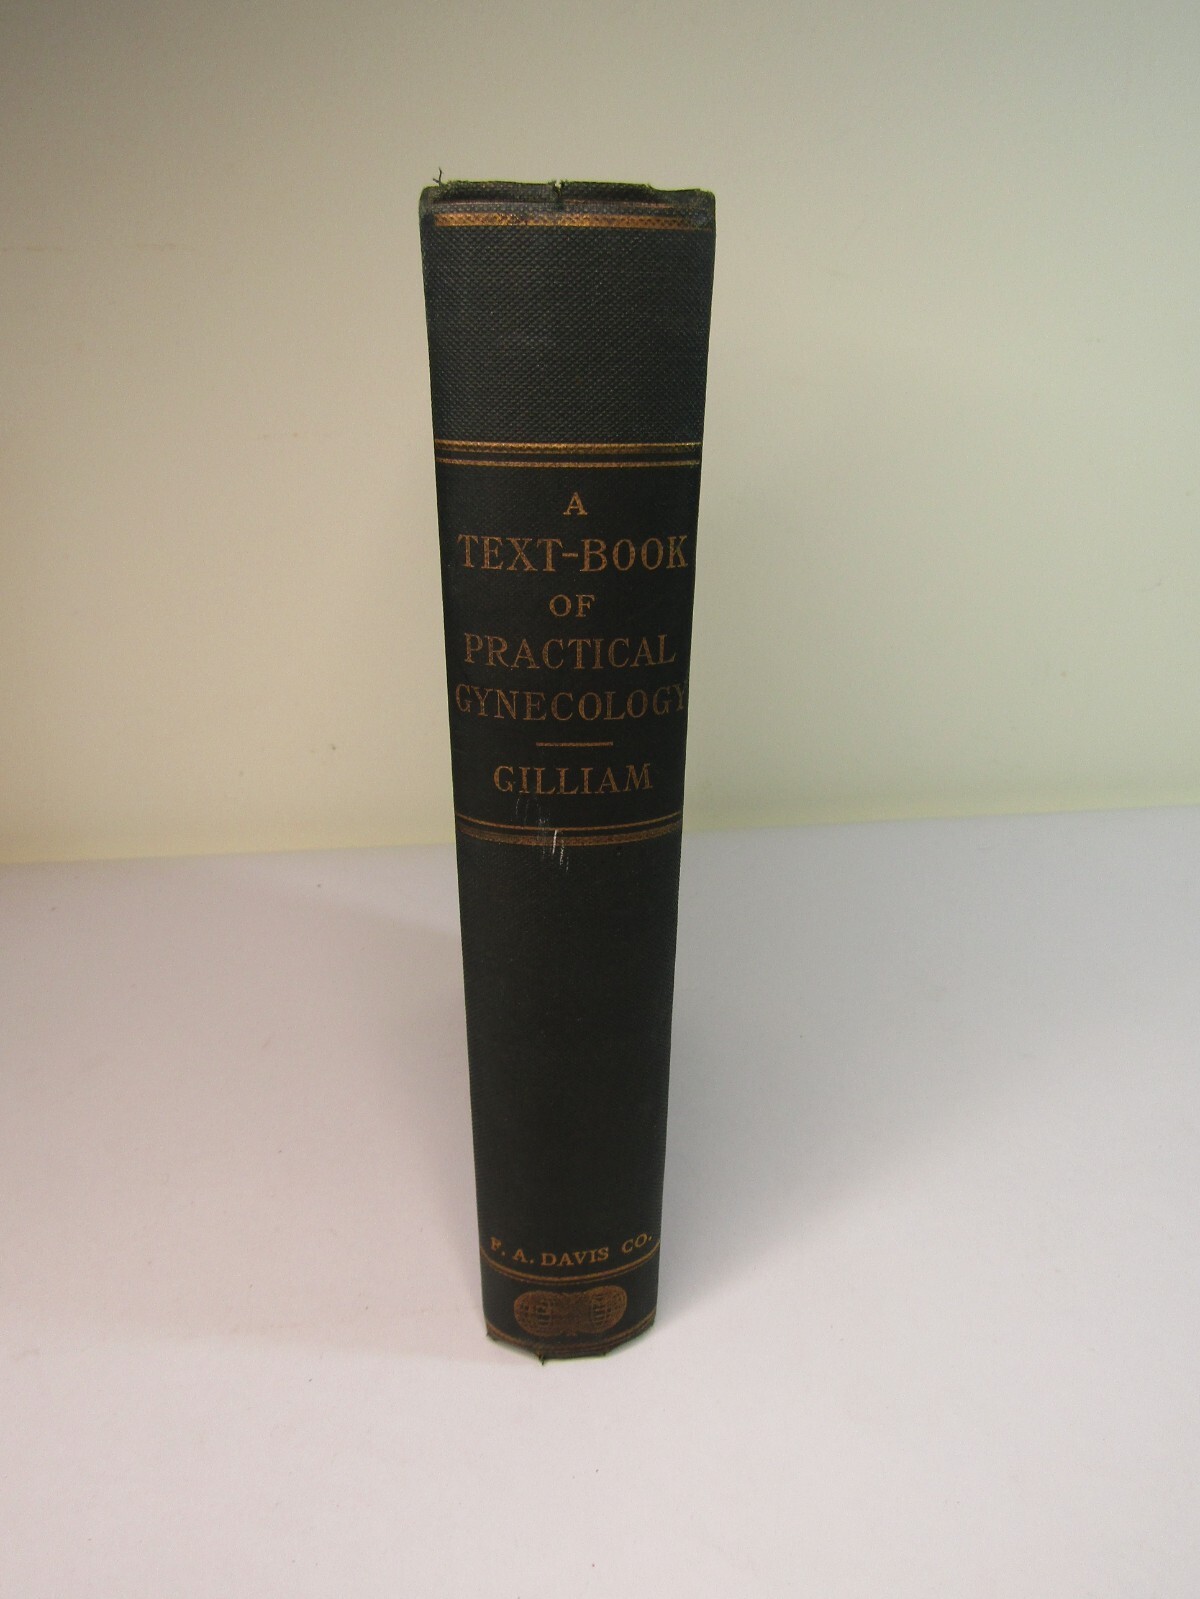 A
TEXT-BOOK
OF
PRACTICAL
GYNECOLOGY
GILLIAM
F. A. DAVIS CO.